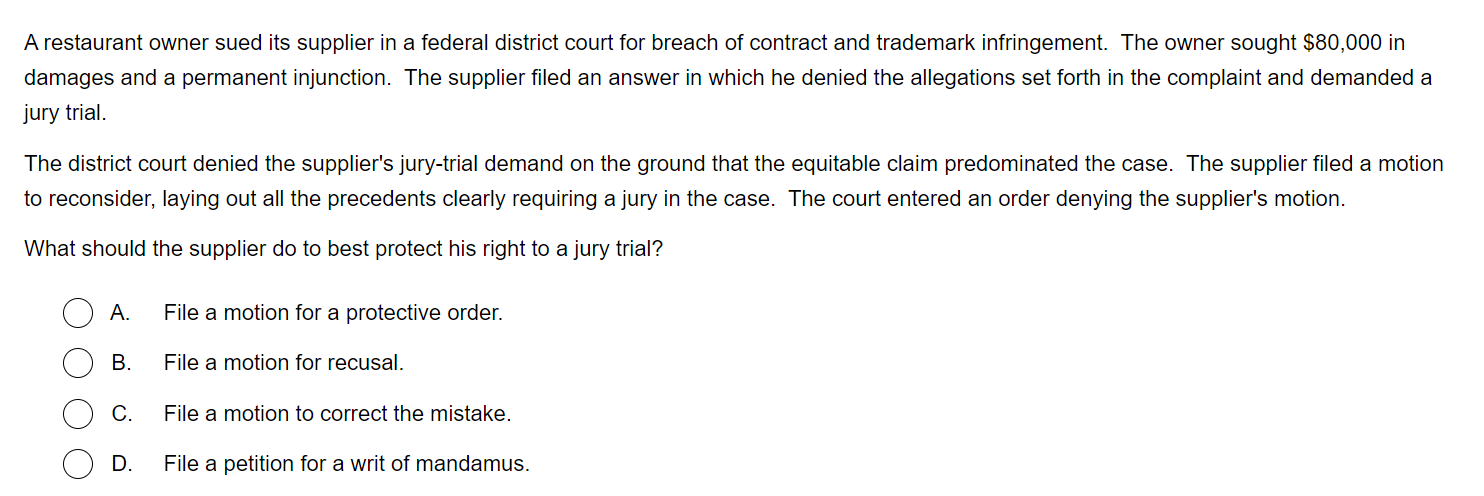 A restaurant owner sued its supplier in a federal district court for breach of contract and trademark infringement.  The owner sought $80,000 in
damages and a permanent injunction.  The supplier filed an answer in which he denied the allegations set forth in the complaint and demanded a
jury trial.
The district court denied the supplier's jury-trial demand on the ground that the equitable claim predominated the case.  The supplier filed a motion
to reconsider, laying out all the precedents clearly requiring a jury in the case.  The court entered an order denying the supplier's motion.
What should the supplier do to best protect his right to a jury trial?
A. File a motion for a protective order.
B. File a motion for recusal.
C. File a motion to correct the mistake.
D. File a petition for a writ of mandamus.